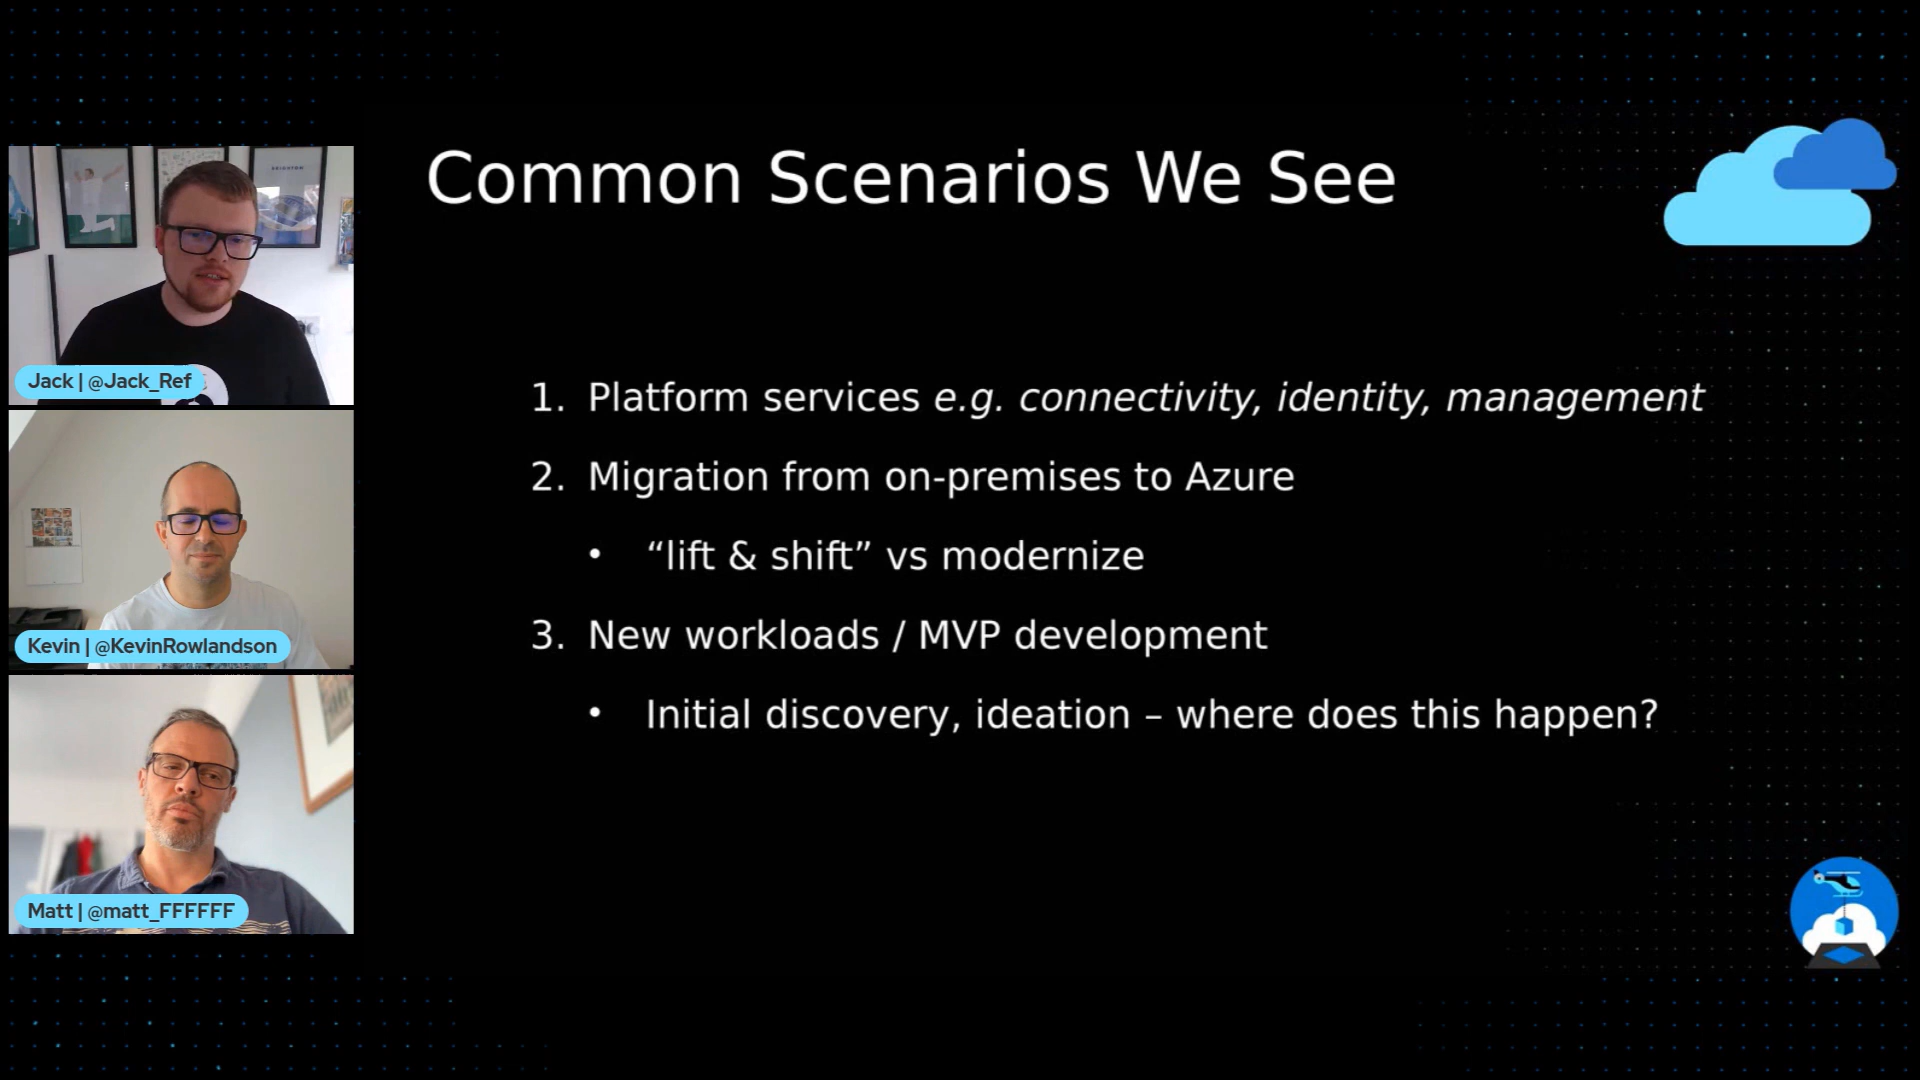 Common Scenarios We See
1. Platform services e.g. connectivity, identity, management
2. Migration from on-premises to Azure
• “lift & shift” vs modernize
3. New workloads / MVP development
• Initial discovery, ideation – where does this happen?
BRIGHTON
Jack | @Jack_Ref
Kevin | @KevinRowlandson
Matt | @matt_FFFFFF